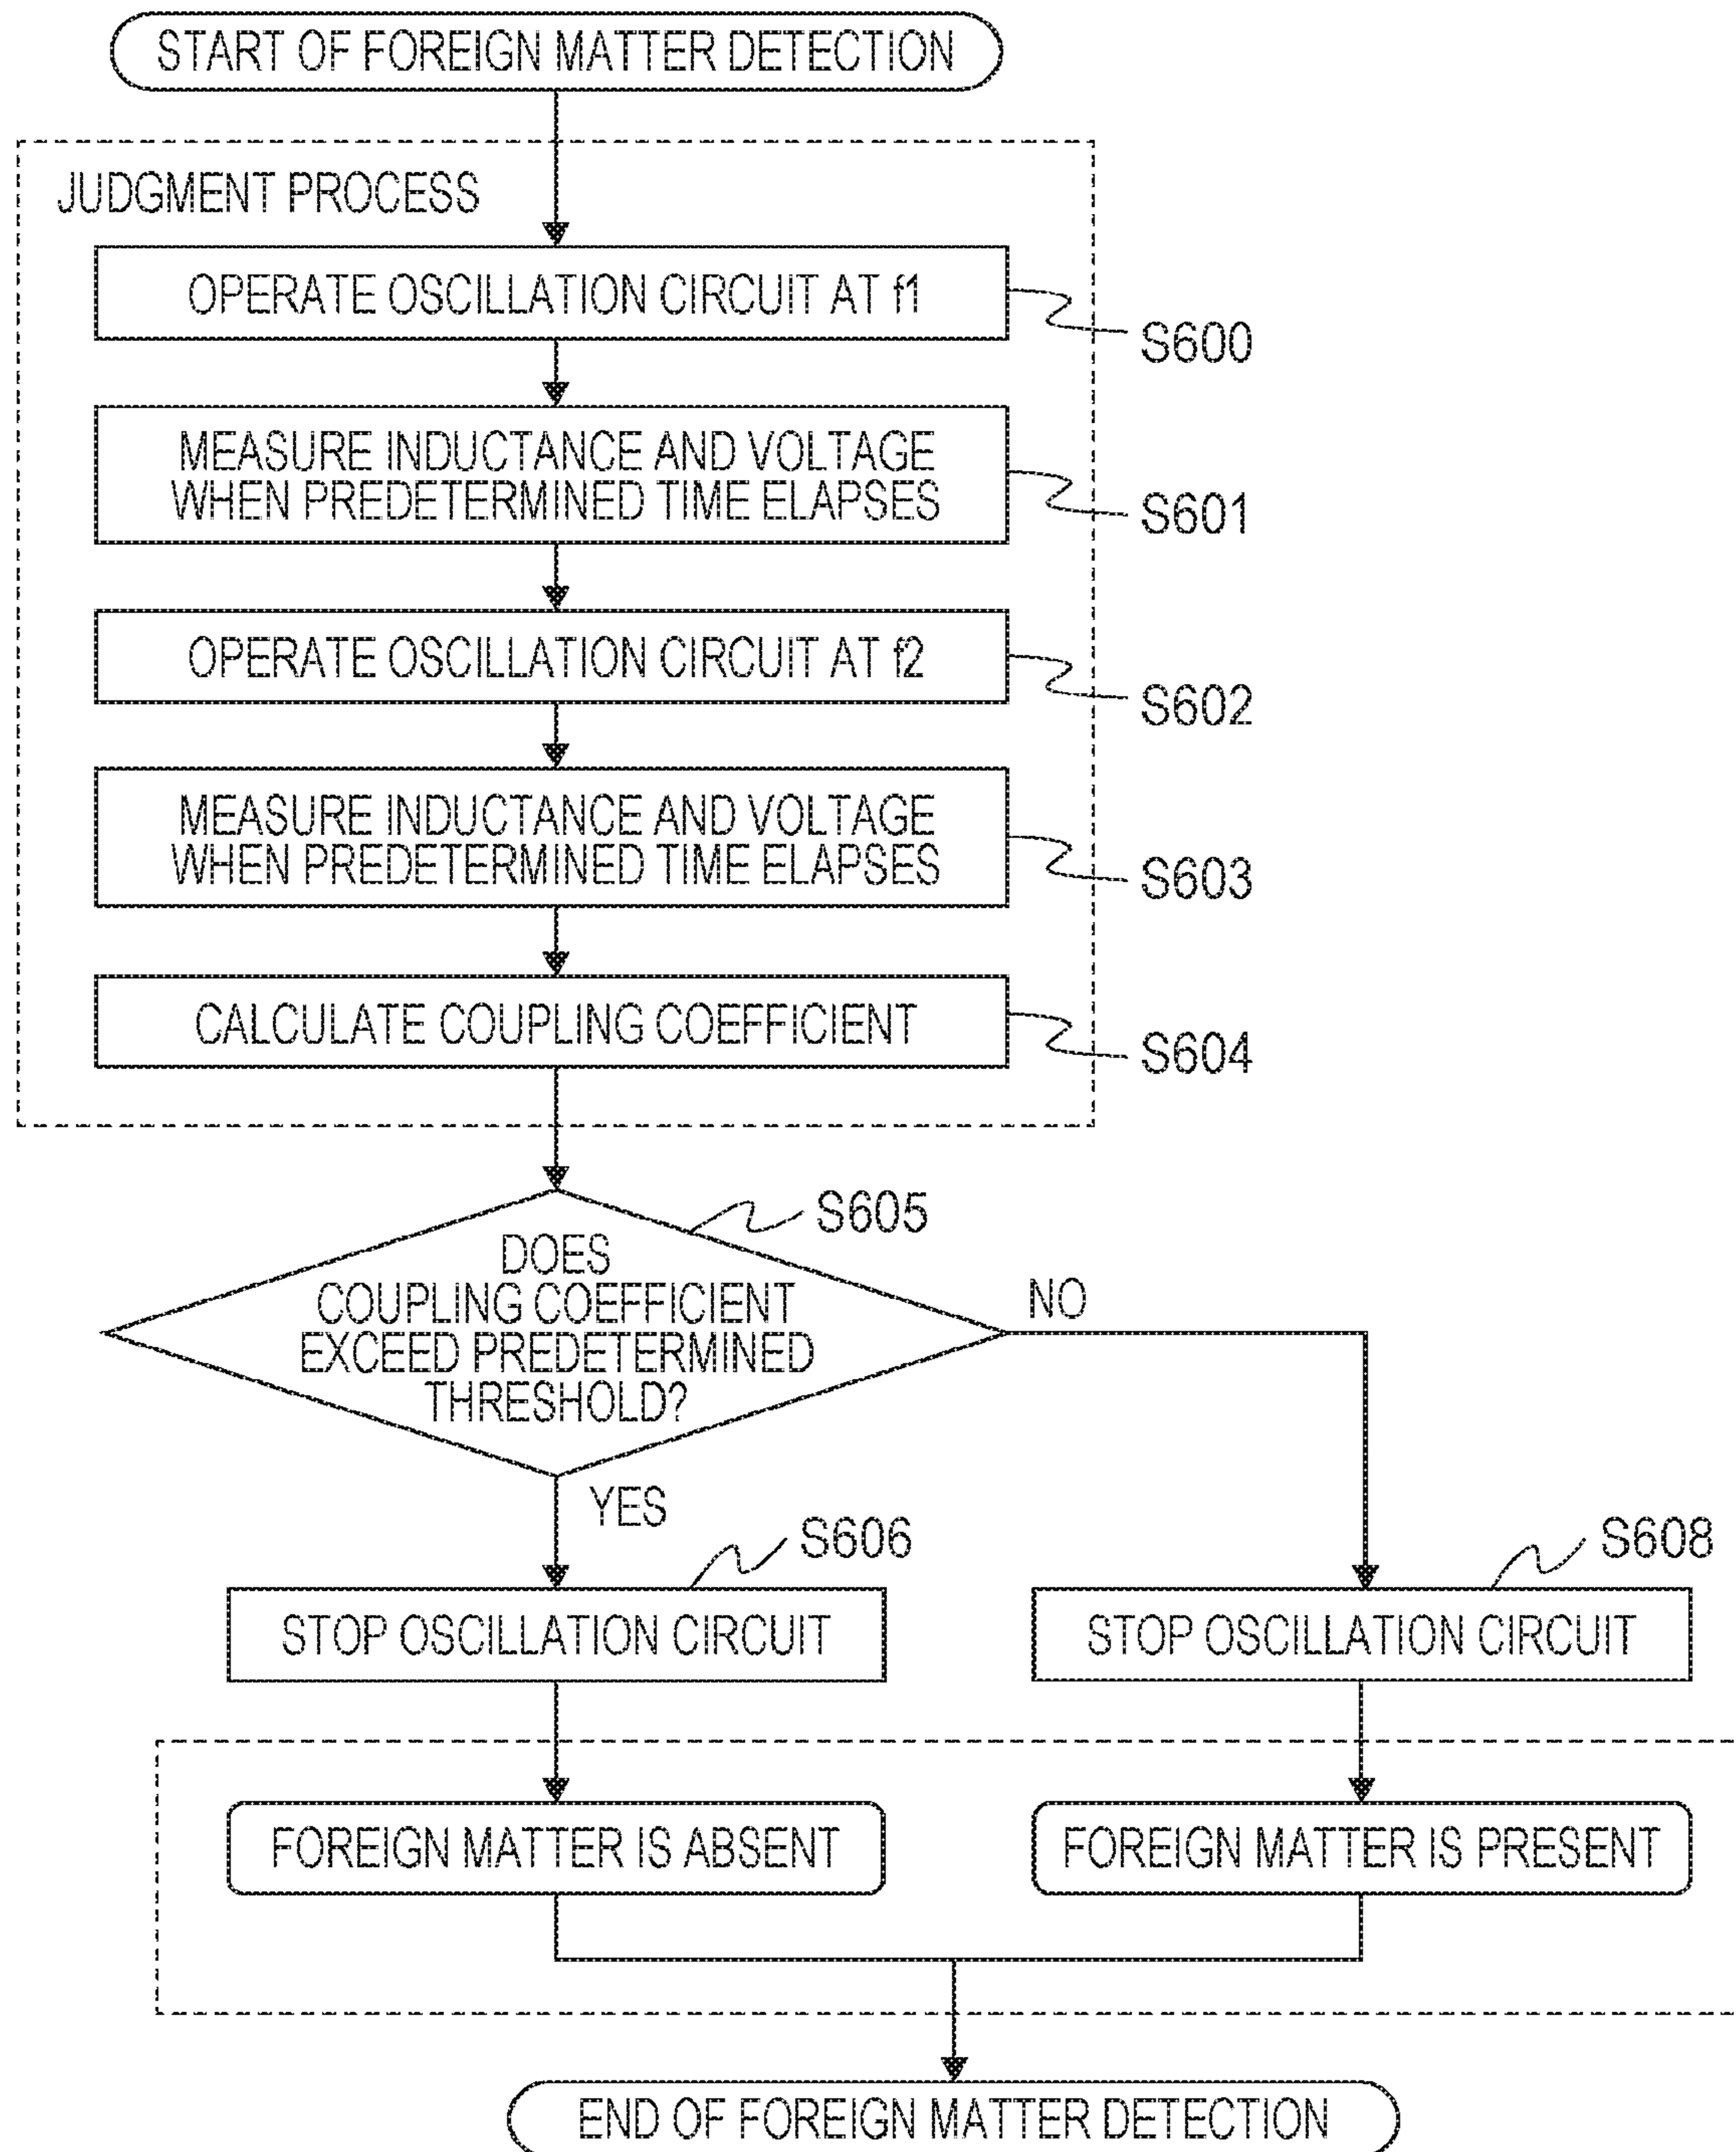 START OF FOREIGN MATTER DETECTION
JUDGMENT PROCESS
OPERATE OSCILLATION CIRCUIT AT f1
S600
MEASURE INDUCTANCE AND VOLTAGE
WHEN PREDETERMINED TIME ELAPSES
S601
OPERATE OSCILLATION CIRCUIT AT f2
S602
MEASURE INDUCTANCE AND VOLTAGE
WHEN PREDETERMINED TIME ELAPSES
S603
CALCULATE COUPLING COEFFICIENT
S604
S605
DOES
COUPLING COEFFICIENT
EXCEED PREDETERMINED
THRESHOLD?
NO
YES
S606
S608
STOP OSCILLATION CIRCUIT
STOP OSCILLATION CIRCUIT
FOREIGN MATTER IS ABSENT
FOREIGN MATTER IS PRESENT
END OF FOREIGN MATTER DETECTION